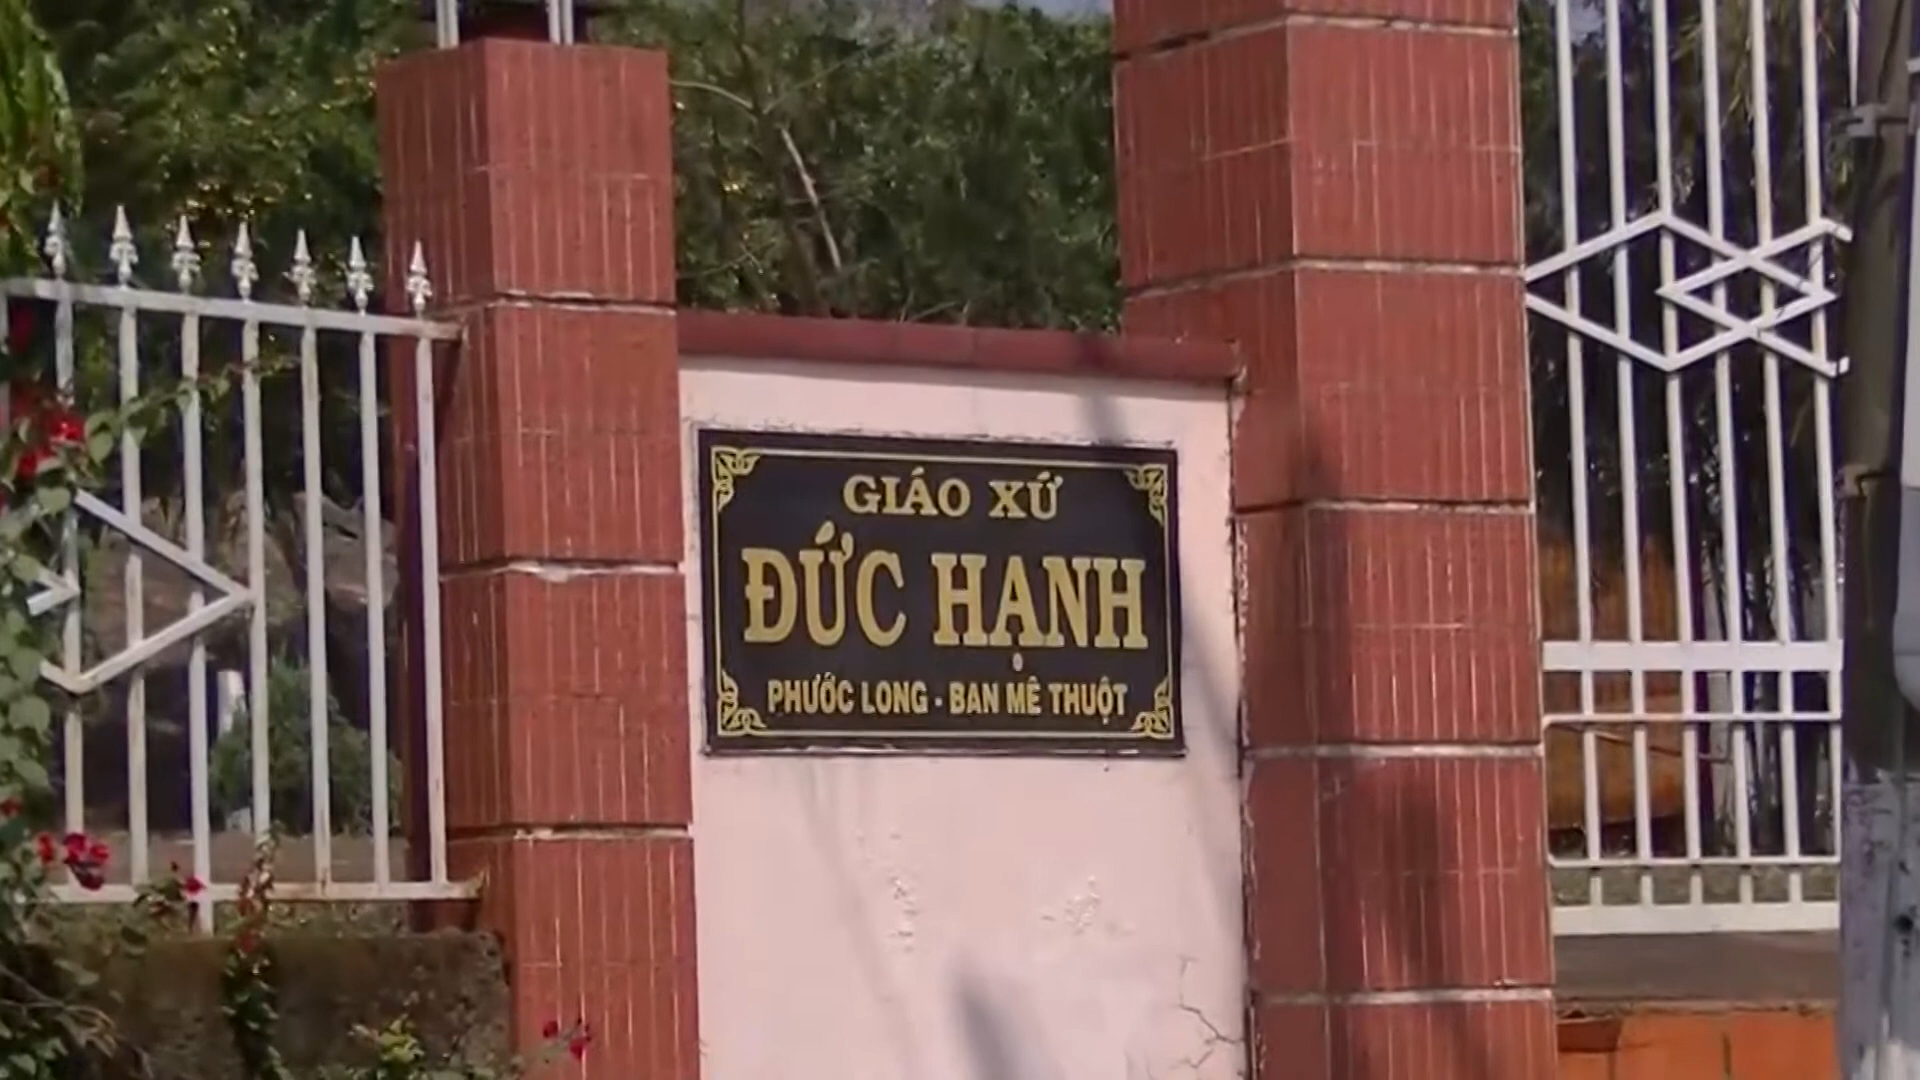 GIÁO XỨ
ĐỨC HẠNH
PHƯỚC LONG - BAN MÊ THUỘT